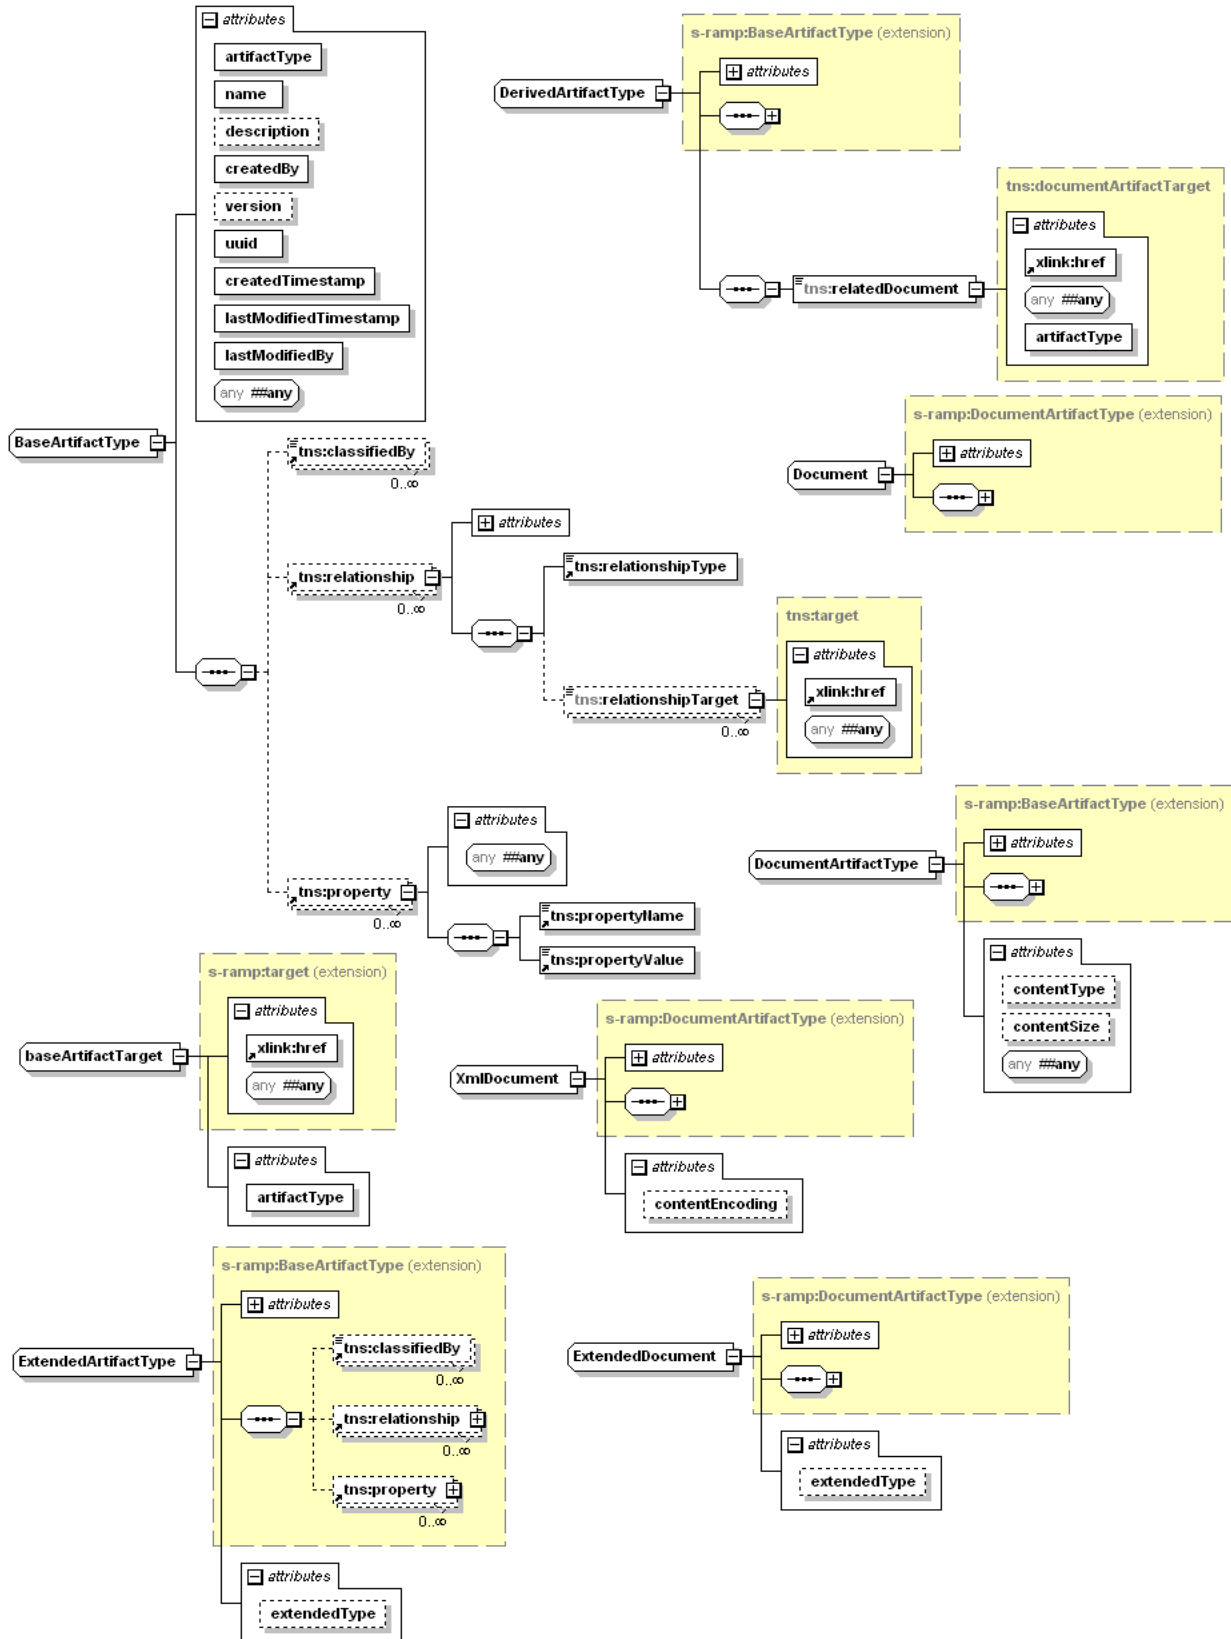 attributes
artifactType
name
description
createdBy
version
uuid
createdTimestamp
lastModifiedTimestamp
lastModifiedBy
any ##any
BaseArtifactType
tns:classifiedBy
0..∞
attributes
tns:relationship
0..∞
tns:relationshipType
tns:target
attributes
xlink:href
any ##any
tns:relationshipTarget
0..∞
attributes
any ##any
tns:property
0..∞
tns:propertyName
tns:propertyValue
s-ramp:BaseArtifactType (extension)
attributes
DerivedArtifactType
tns:documentArtifactTarget
attributes
xlink:href
any ##any
artifactType
tns:relatedDocument
s-ramp:DocumentArtifactType (extension)
attributes
Document
s-ramp:BaseArtifactType (extension)
attributes
DocumentArtifactType
attributes
contentType
contentSize
any ##any
s-ramp:target (extension)
attributes
xlink:href
any ##any
baseArtifactTarget
attributes
artifactType
s-ramp:DocumentArtifactType (extension)
attributes
XmlDocument
attributes
contentEncoding
s-ramp:BaseArtifactType (extension)
attributes
ExtendedArtifactType
tns:classifiedBy
0..∞
tns:relationship
0..∞
tns:property
0..∞
attributes
extendedType
s-ramp:DocumentArtifactType (extension)
attributes
ExtendedDocument
attributes
extendedType